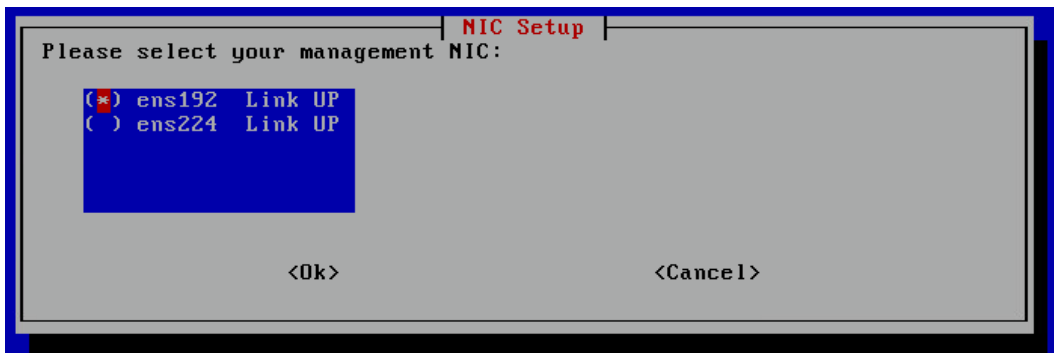 NIC Setup
Please select your management NIC:
(*) ens192  Link UP
( ) ens224  Link UP
<Ok> <Cancel>